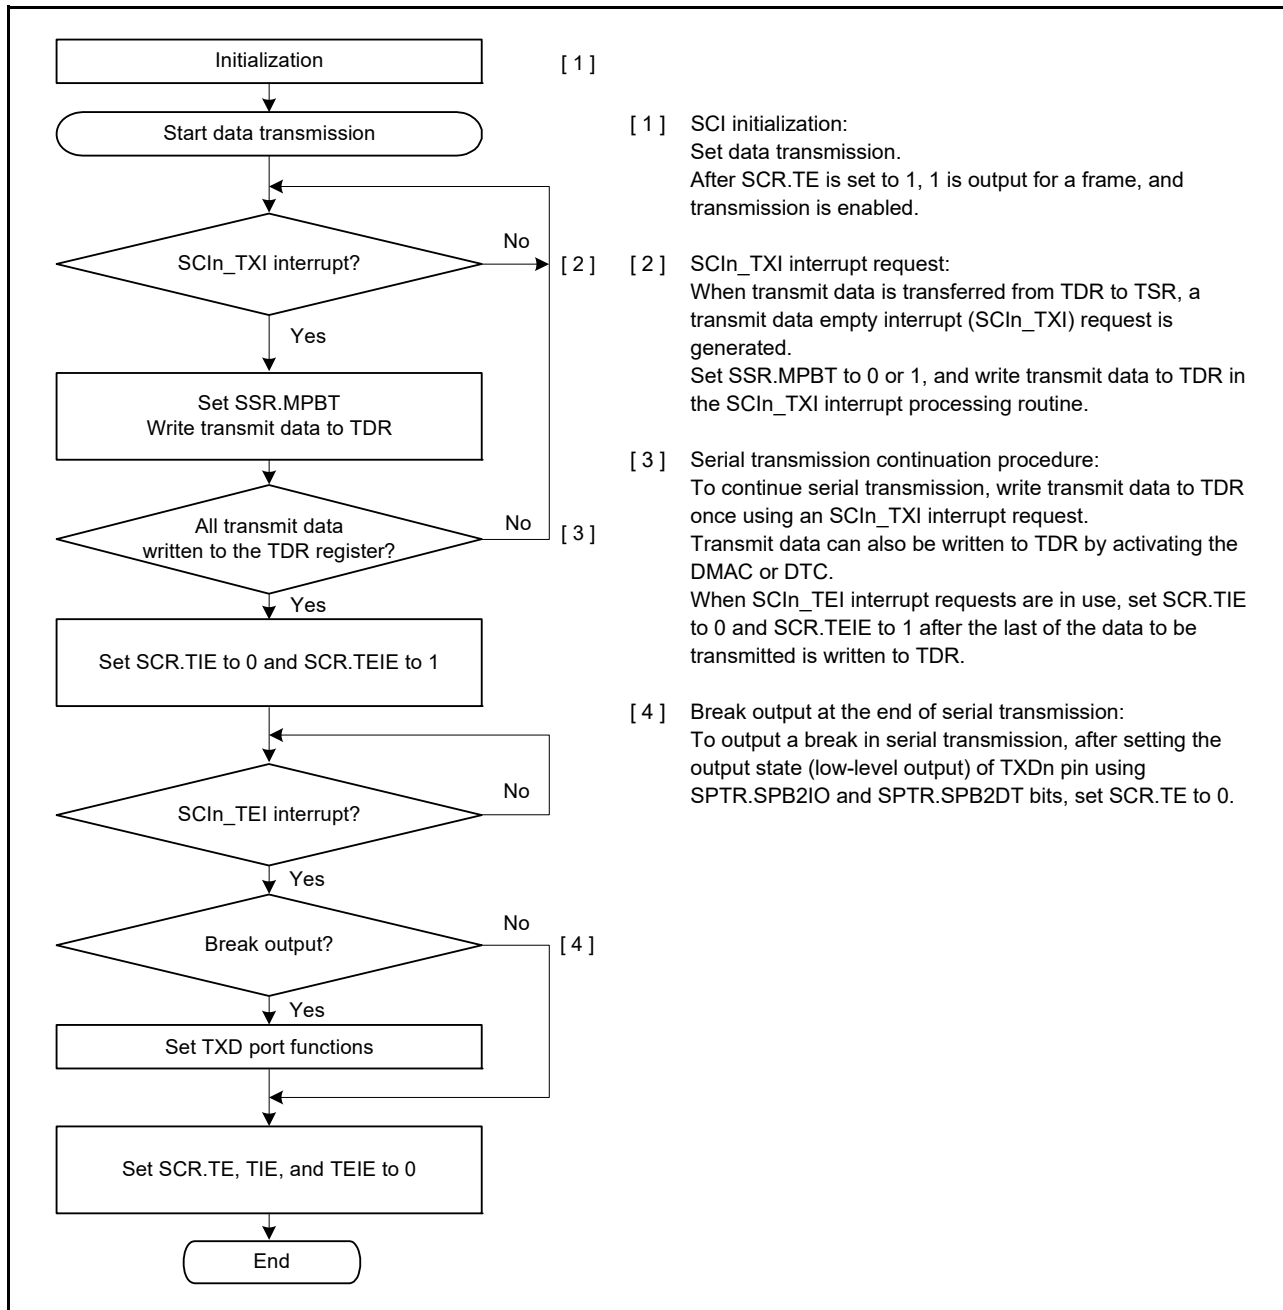 Initialization
[ 1 ]
Start data transmission
SCIn_TXI interrupt?
No
[ 2 ]
Yes
Set SSR.MPBT
Write transmit data to TDR
All transmit data
written to the TDR register?
No
[ 3 ]
Yes
Set SCR.TIE to 0 and SCR.TEIE to 1
SCIn_TEI interrupt?
No
Yes
Break output?
No
[ 4 ]
Yes
Set TXD port functions
Set SCR.TE, TIE, and TEIE to 0
End
[ 1 ] SCI initialization:
Set data transmission.
After SCR.TE is set to 1, 1 is output for a frame, and
transmission is enabled.
[ 2 ] SCIn_TXI interrupt request:
When transmit data is transferred from TDR to TSR, a
transmit data empty interrupt (SCIn_TXI) request is
generated.
Set SSR.MPBT to 0 or 1, and write transmit data to TDR in
the SCIn_TXI interrupt processing routine.
[ 3 ] Serial transmission continuation procedure:
To continue serial transmission, write transmit data to TDR
once using an SCIn_TXI interrupt request.
Transmit data can also be written to TDR by activating the
DMAC or DTC.
When SCIn_TEI interrupt requests are in use, set SCR.TIE
to 0 and SCR.TEIE to 1 after the last of the data to be
transmitted is written to TDR.
[ 4 ] Break output at the end of serial transmission:
To output a break in serial transmission, after setting the
output state (low-level output) of TXDn pin using
SPTR.SPB2IO and SPTR.SPB2DT bits, set SCR.TE to 0.